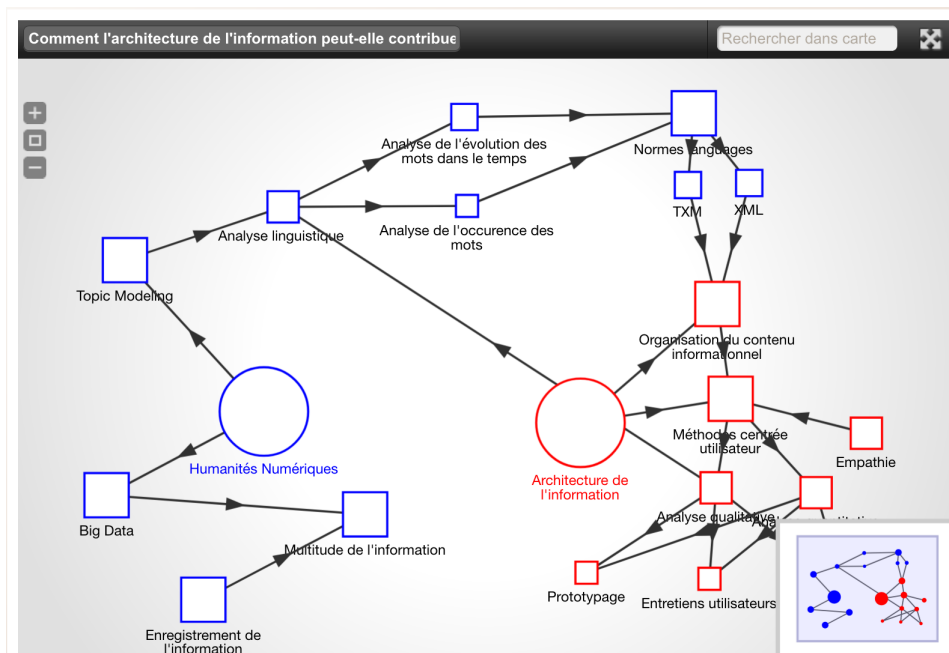 Comment l'architecture de l'information peut-elle contribue
Rechercher dans carte
Analyse de l'évolution des
mots dans le temps
Normes languages
TXM
XML
Analyse linguistique
Analyse de l'occurence des
mots
Topic Modeling
Organisation du contenu
informationnel
Méthodes centrée
utilisateur
Empathie
Humanités Numériques
Architecture de
l'information
Big Data
Analyse qualitative
Multitude de l'information
Prototypage
Entretiens utilisateurs
Enregistrement de
l'information